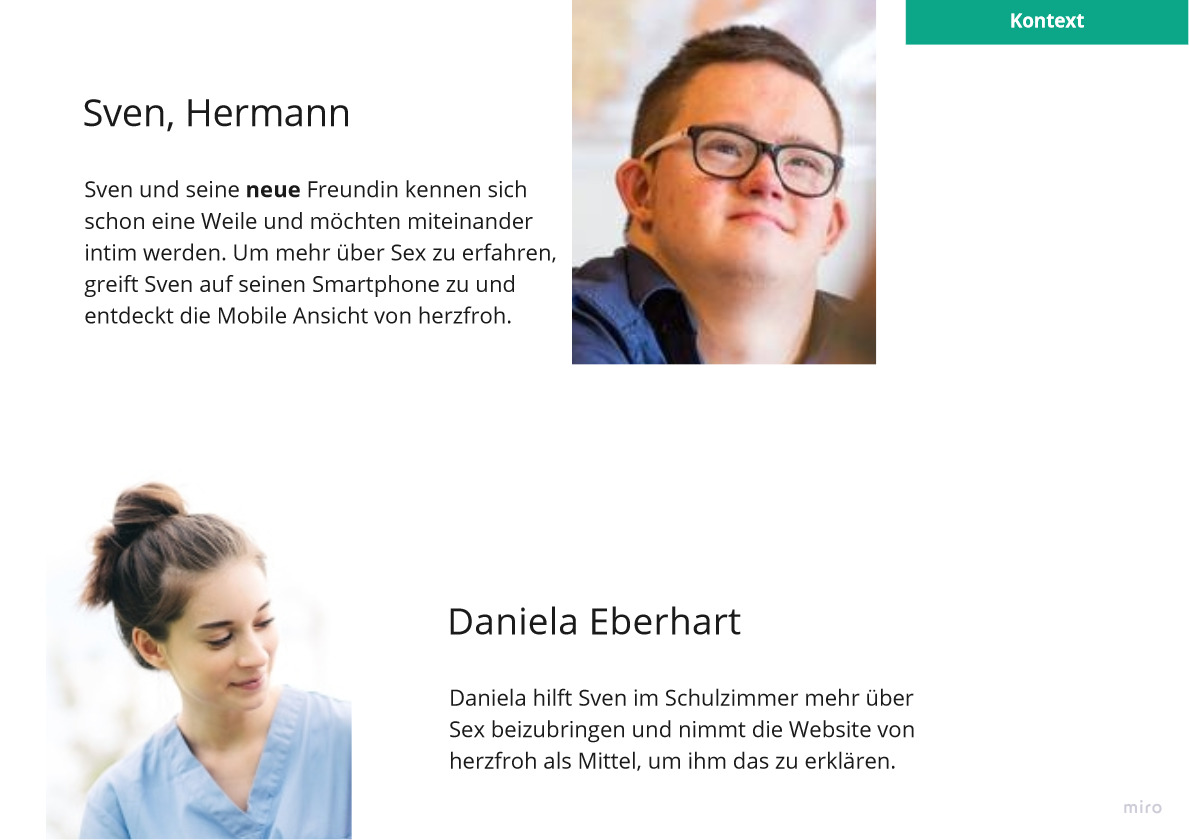 Kontext
Sven, Hermann
Sven und seine neue Freundin kennen sich
schon eine Weile und möchten miteinander
intim werden. Um mehr über Sex zu erfahren,
greift Sven auf seinen Smartphone zu und
entdeckt die Mobile Ansicht von herzfroh.
Daniela Eberhart
Daniela hilft Sven im Schulzimmer mehr über
Sex beizubringen und nimmt die Website von
herzfroh als Mittel, um ihm das zu erklären.
miro